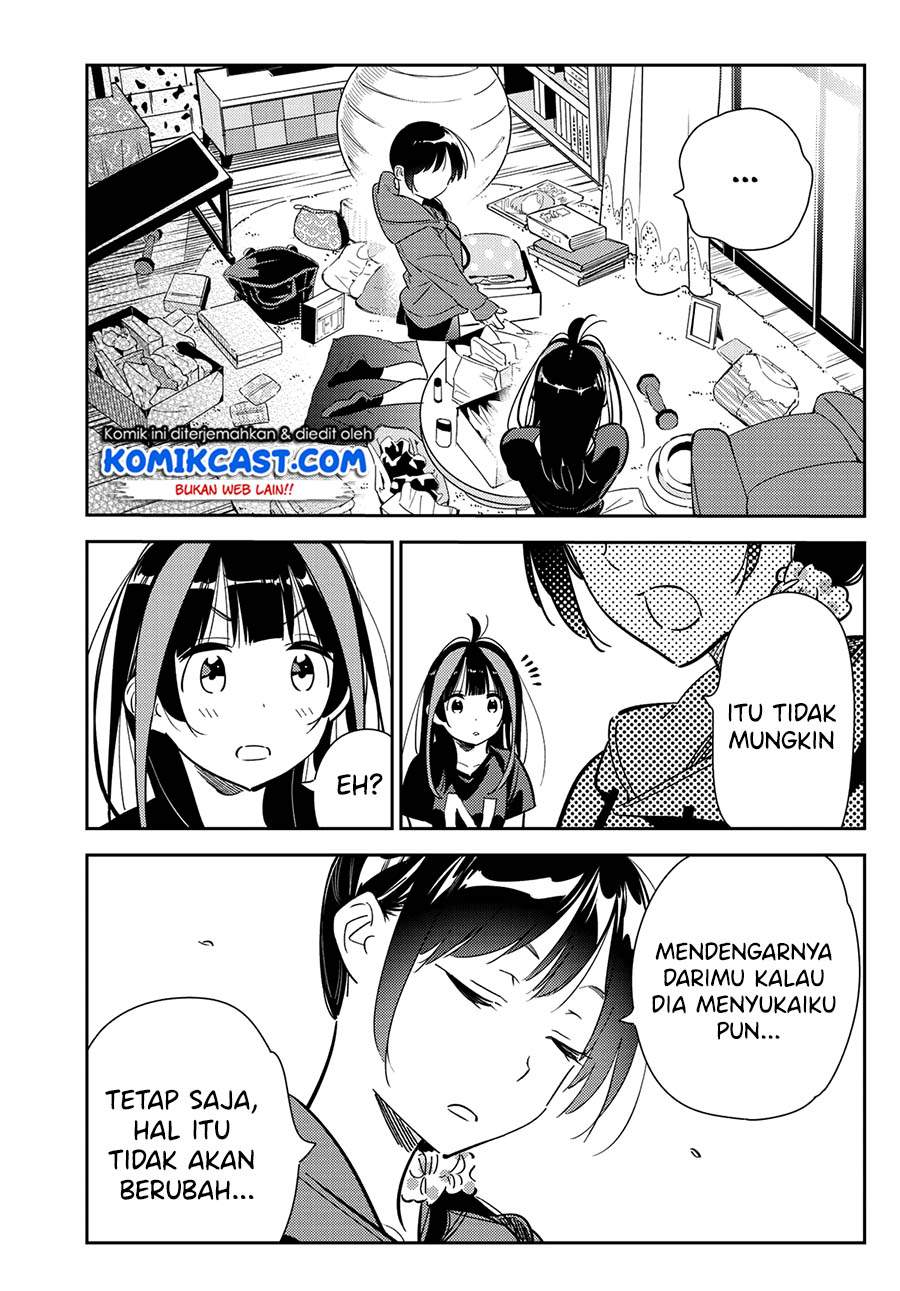 ...
Komik ini diterjemahkan & diedit oleh
KOMIKCAST.COM
BUKAN WEB LAIN!!
ITU TIDAK
MUNGKIN
EH?
MENDENGARNYA
DARIMU KALAU
DIA MENYUKAIKU
PUN...
TETAP SAJA,
HAL ITU
TIDAK AKAN
BERUBAH...